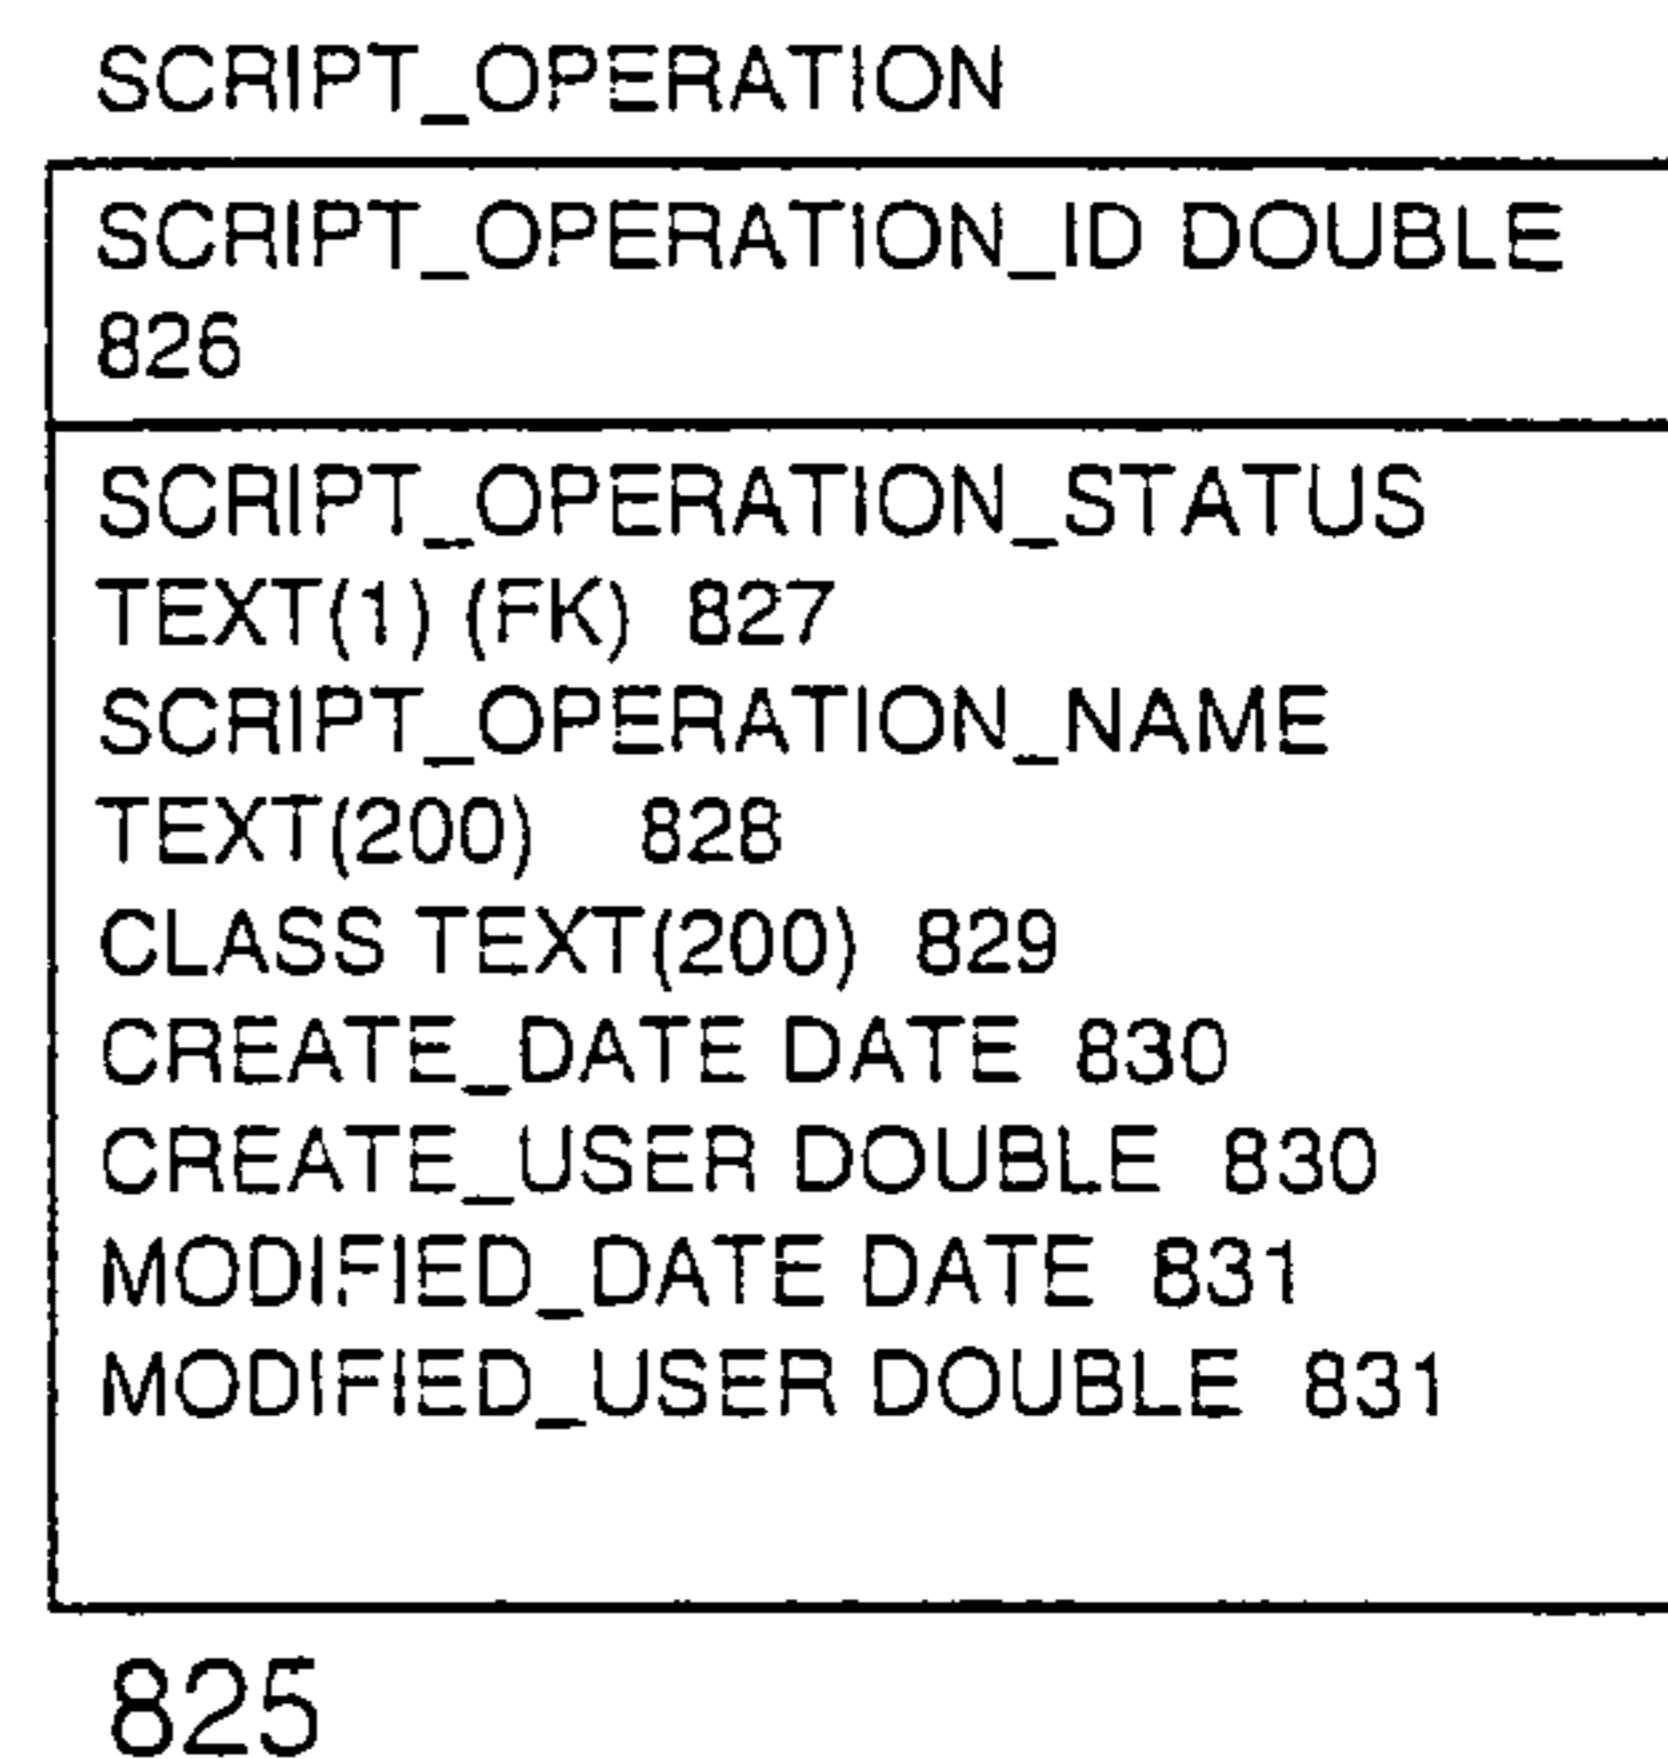 SCRIPT_OPERATION
SCRIPT_OPERATION_ID DOUBLE
826
SCRIPT_OPERATION_STATUS
TEXT(1) (FK) 827
SCRIPT_OPERATION_NAME
TEXT(200) 828
CLASS TEXT(200) 829
CREATE_DATE DATE 830
CREATE_USER DOUBLE 830
MODIFIED_DATE DATE 831
MODIFIED_USER DOUBLE 831
825